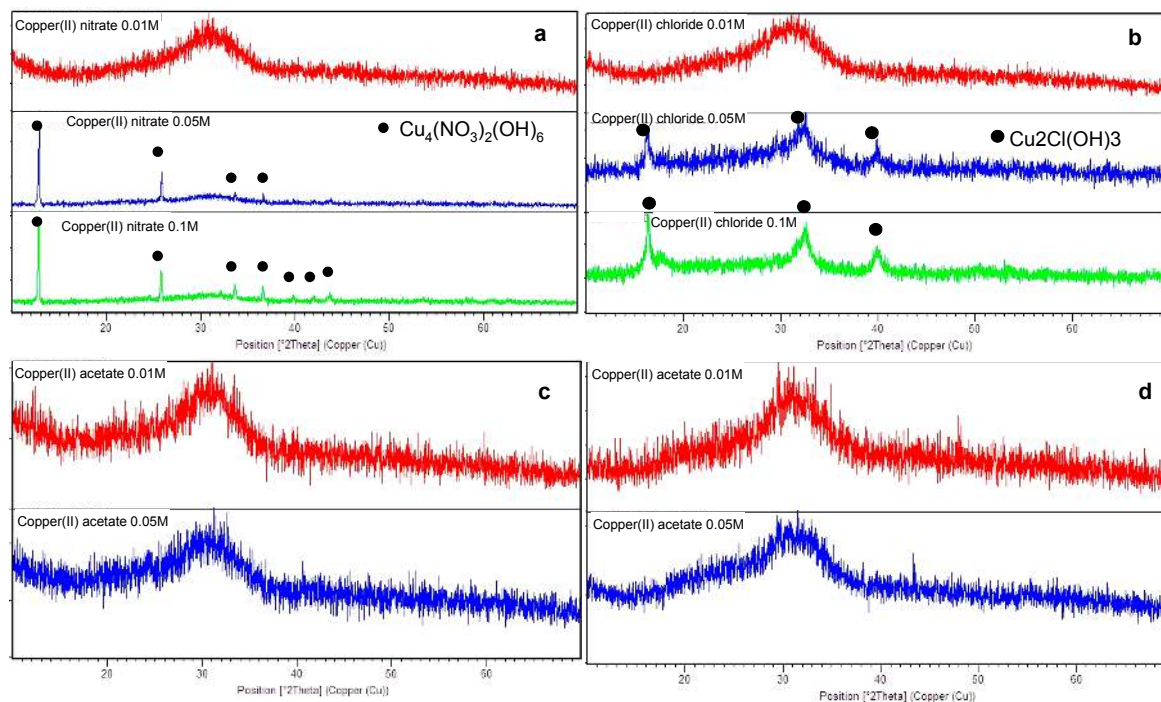 Copper(II) nitrate 0.01M
a
Copper(II) nitrate 0.05M
● Cu₄(NO₃)₂(OH)₆
Copper(II) nitrate 0.1M
10 20 30 40 50 60
Position [°2Theta] (Copper (Cu))
Copper(II) chloride 0.01M
b
Copper(II) chloride 0.05M
● Cu2Cl(OH)3
Copper(II) chloride 0.1M
20 30 40 50 60
Position [°2Theta] (Copper (Cu))
Copper(II) acetate 0.01M
c
Copper(II) acetate 0.05M
10 20 30 40 50 60
Position [°2Theta] (Copper (Cu))
Copper(II) acetate 0.01M
d
Copper(II) acetate 0.05M
20 30 40 50 60
Position [°2Theta] (Copper (Cu))